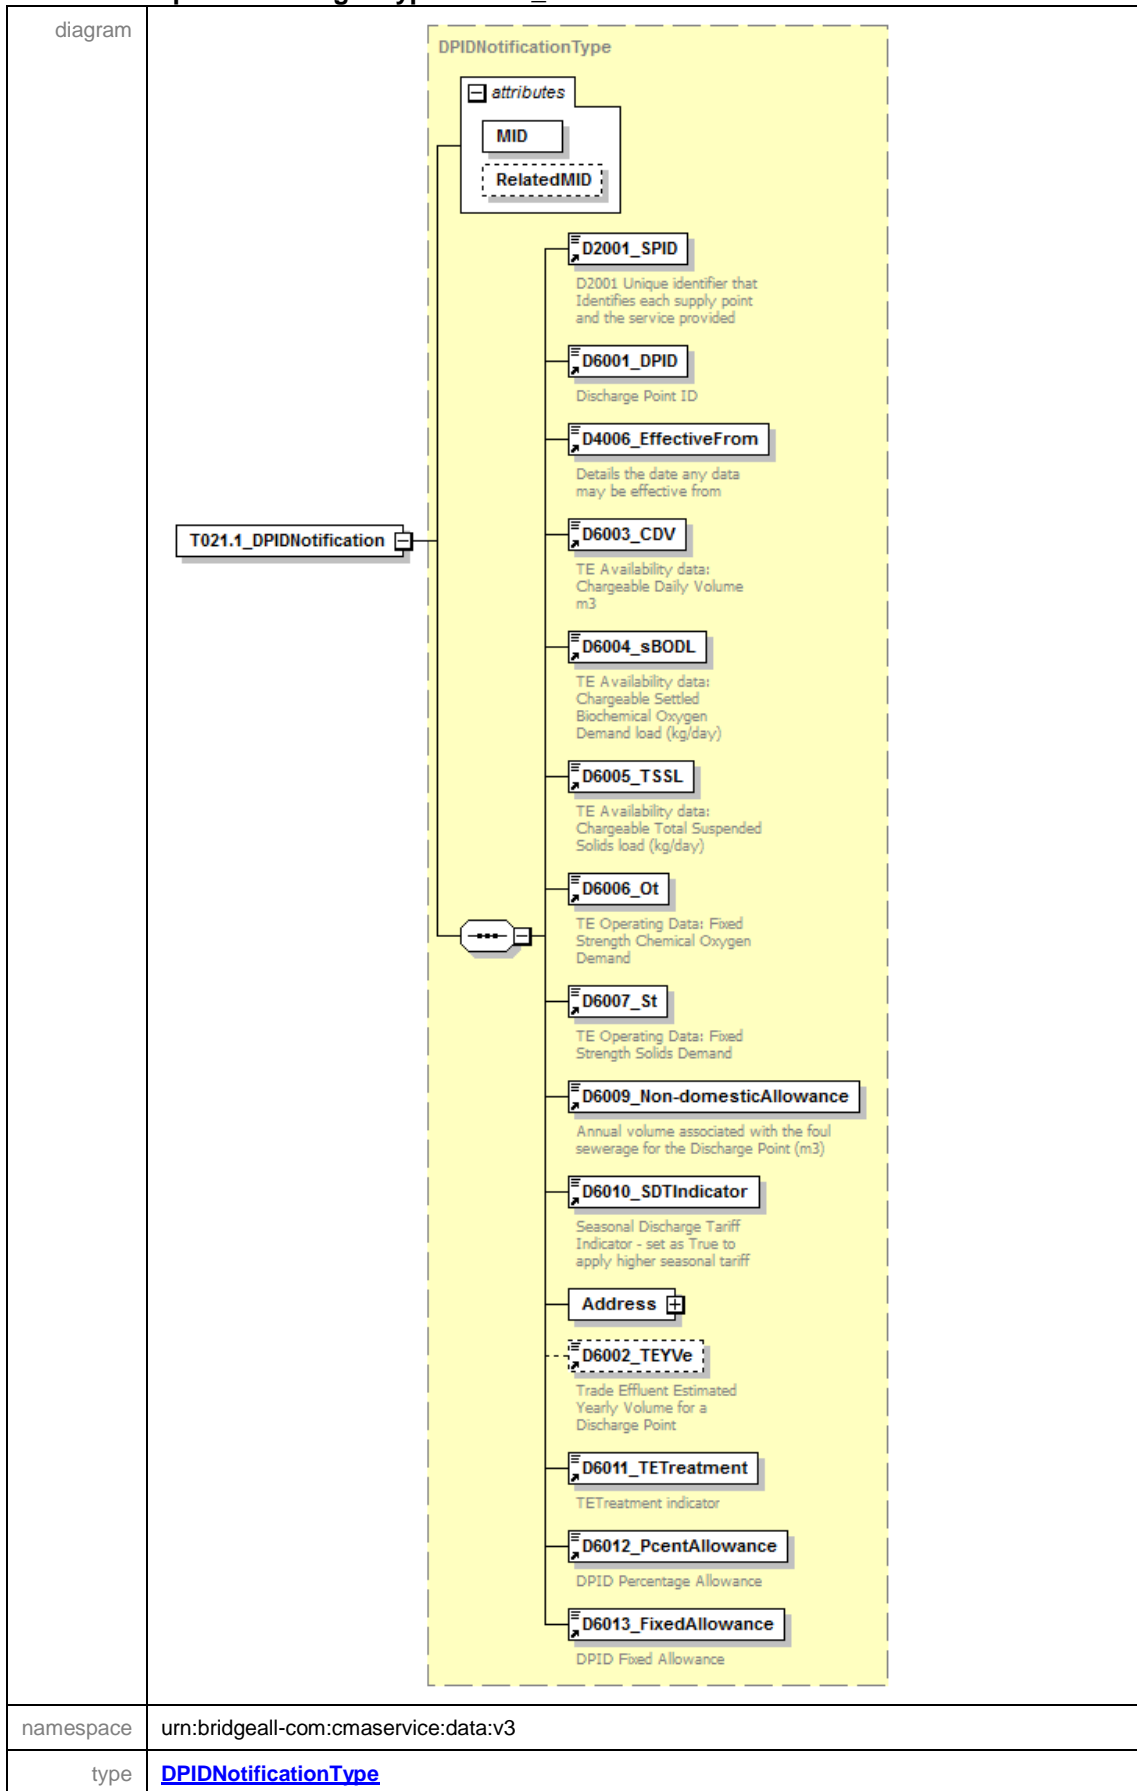 diagram
DPIDNotificationType
attributes
MID
RelatedMID
D2001_SPID
D2001 Unique identifier that
Identifies each supply point
and the service provided
D6001_DPID
Discharge Point ID
D4006_EffectiveFrom
Details the date any data
may be effective from
T021.1_DPIDNotification
D6003_CDV
TE Availability data:
Chargeable Daily Volume
m3
D6004_sBODL
TE Availability data:
Chargeable Settled
Biochemical Oxygen
Demand load (kg/day)
D6005_TSSL
TE Availability data:
Chargeable Total Suspended
Solids load (kg/day)
D6006_Ot
TE Operating Data: Fixed
Strength Chemical Oxygen
Demand
D6007_St
TE Operating Data: Fixed
Strength Solids Demand
D6009_Non-domesticAllowance
Annual volume associated with the foul
sewerage for the Discharge Point (m3)
D6010_SDTIndicator
Seasonal Discharge Tariff
Indicator - set as True to
apply higher seasonal tariff
Address
D6002_TEYVe
Trade Effluent Estimated
Yearly Volume for a
Discharge Point
D6011_TETreatment
TETreatment indicator
D6012_PcentAllowance
DPID Percentage Allowance
D6013_FixedAllowance
DPID Fixed Allowance
namespace urn:bridgeall-com:cmaservice:data:v3
type DPIDNotificationType